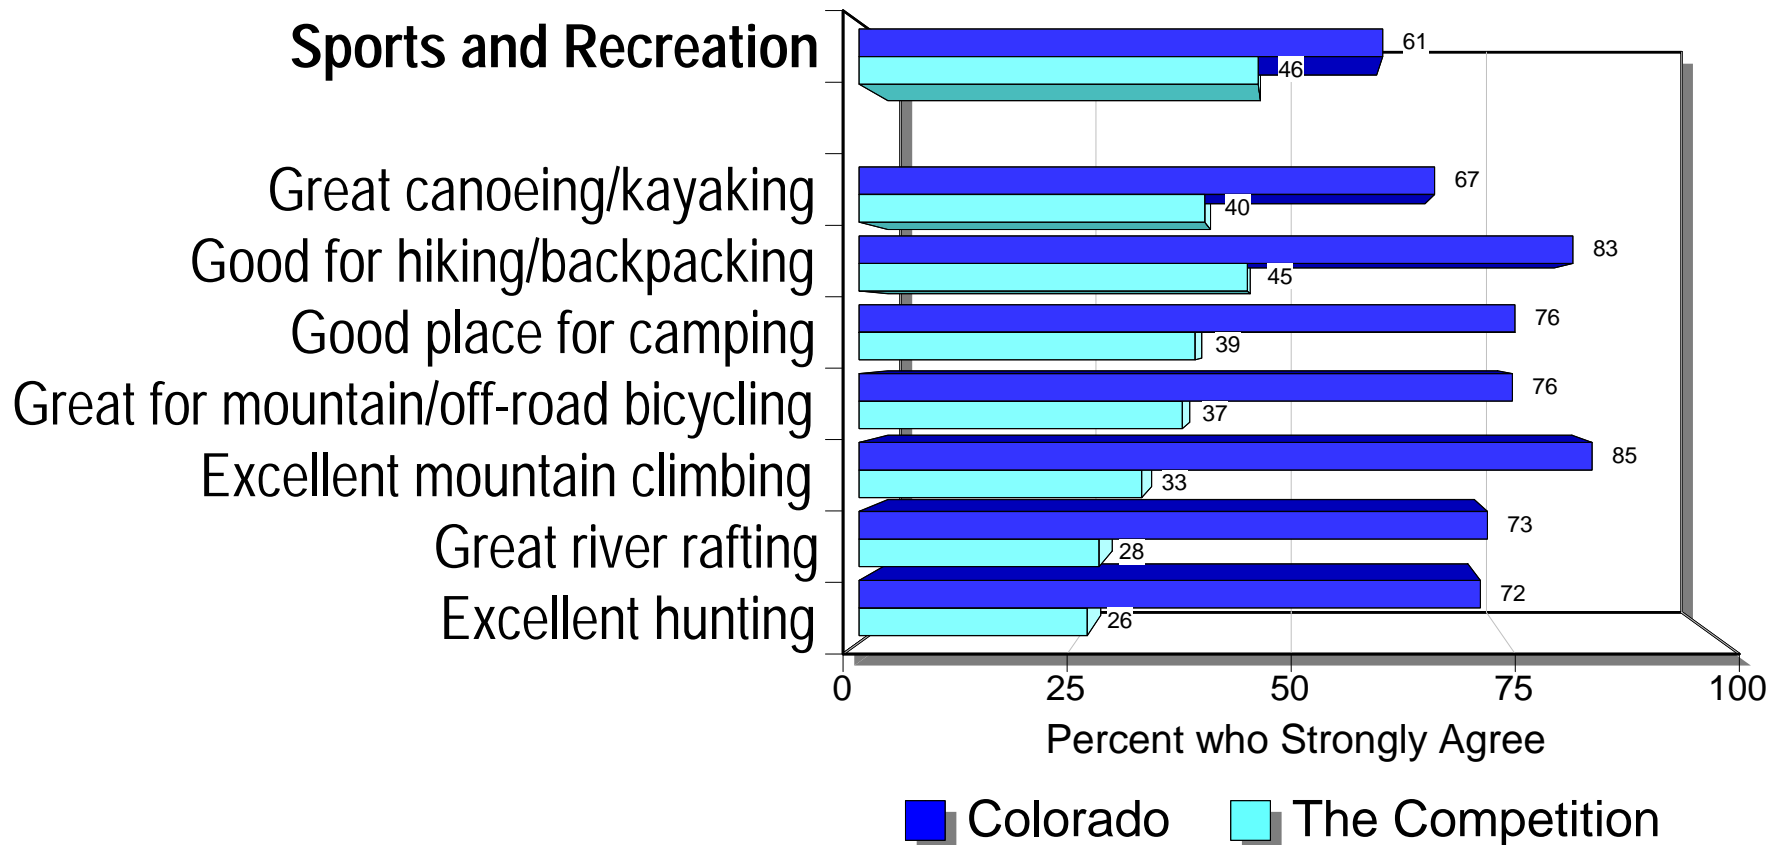 Sports and Recreation
61
46
Great canoeing/kayaking
67
40
Good for hiking/backpacking
83
45
Good place for camping
76
39
Great for mountain/off-road bicycling
76
37
Excellent mountain climbing
85
33
Great river rafting
73
28
Excellent hunting
72
26
0 25 50 75 100
Percent who Strongly Agree
Colorado The Competition